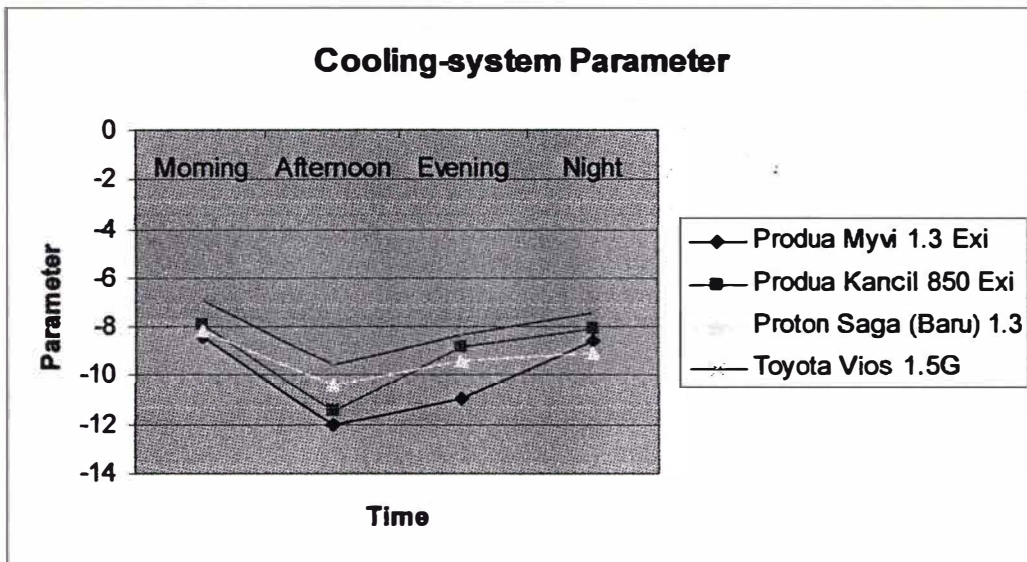 Cooling-system Parameter
0
-2
-4
-6
-8
-10
-12
-14
Parameter
Morning Afternoon Evening Night
Time
Produa Myvi 1.3 Exi
Produa Kancil 850 Exi
Proton Saga (Baru) 1.3
Toyota Vios 1.5G